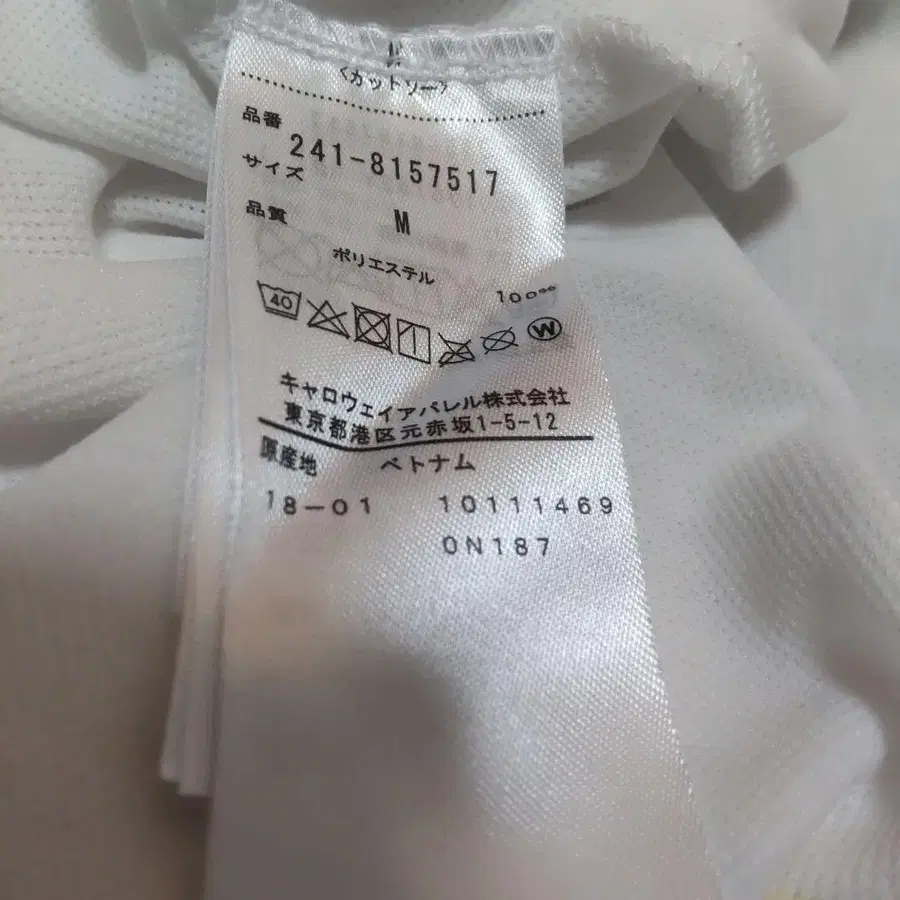 <カットソー>
品番
241-8157517
サイズ
M
品質
ポリエステル
100%
40
W
キャロウェイアパレル株式会社
東京都港区元赤坂1-5-12
原産地 ベトナム
18-01 10111469
0N187